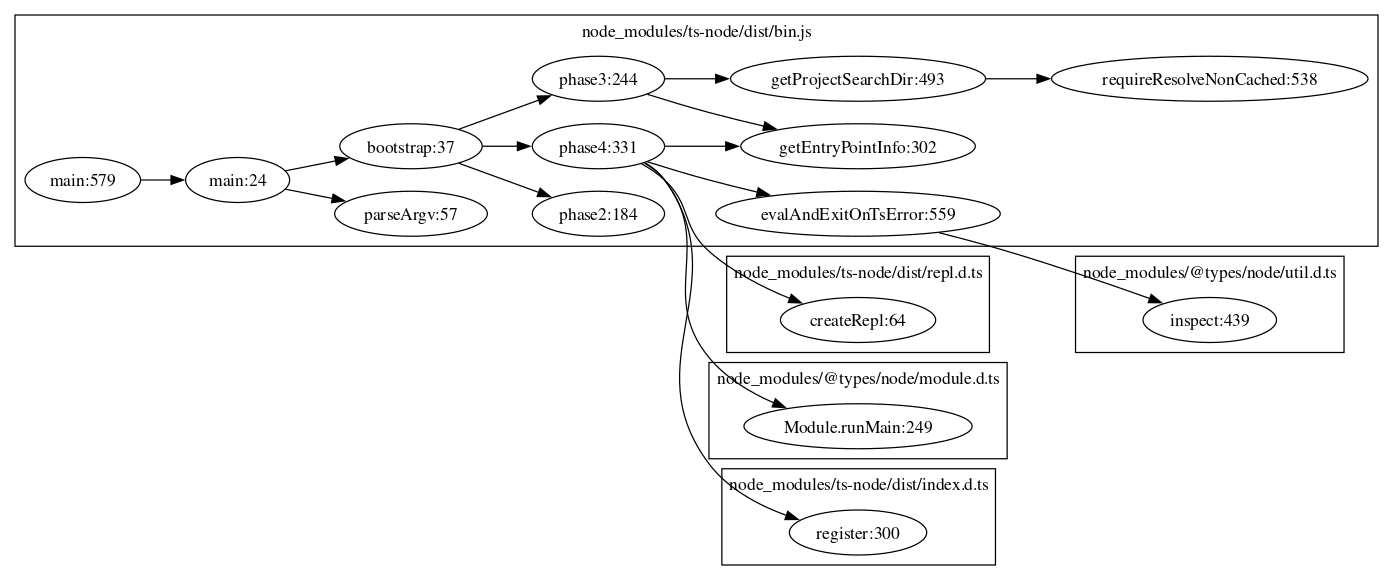 node_modules/ts-node/dist/bin.js
phase3:244
getProjectSearchDir:493
requireResolveNonCached:538
bootstrap:37
phase4:331
getEntryPointInfo:302
main:579
main:24
parseArgv:57
phase2:184
evalAndExitOnTsError:559
node_modules/ts-node/dist/repl.d.ts
createRepl:64
node_modules/@types/node/util.d.ts
inspect:439
node_modules/@types/node/module.d.ts
Module.runMain:249
node_modules/ts-node/dist/index.d.ts
register:300